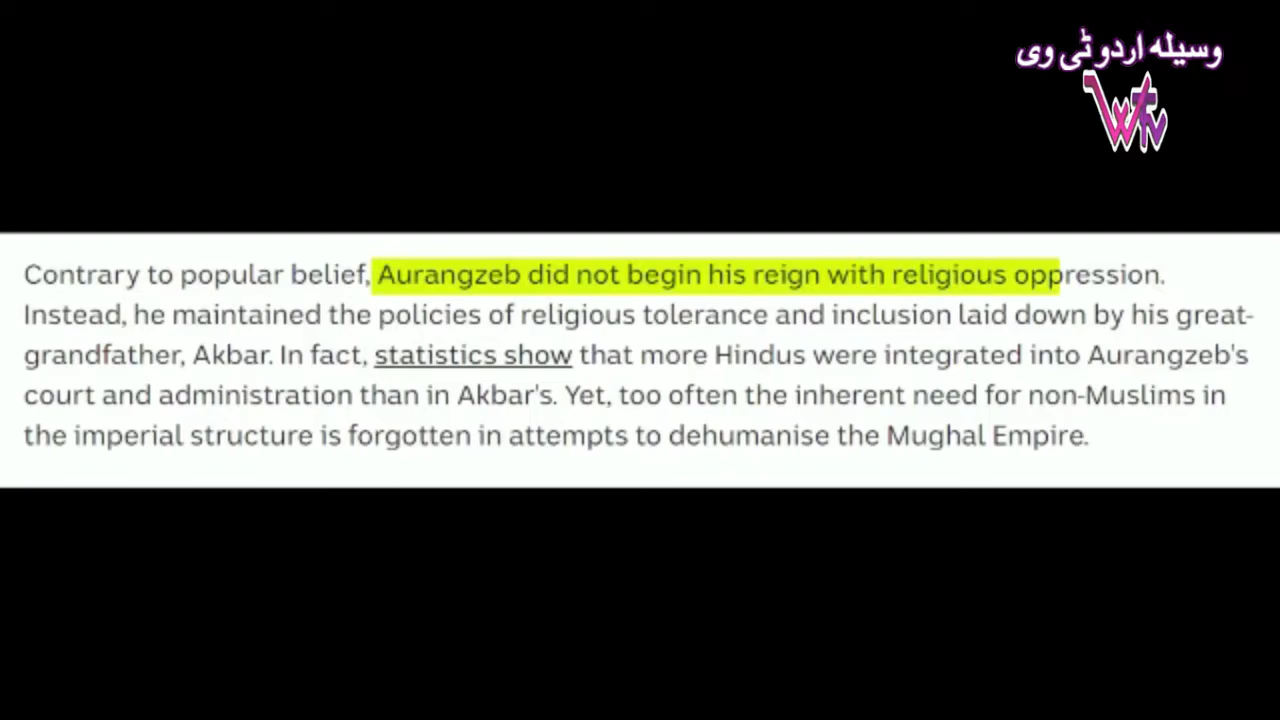 وسیله اردو ٹی وی
Wtv
Contrary to popular belief, Aurangzeb did not begin his reign with religious oppression.
Instead, he maintained the policies of religious tolerance and inclusion laid down by his great-
grandfather, Akbar. In fact, statistics show that more Hindus were integrated into Aurangzeb's
court and administration than in Akbar's. Yet, too often the inherent need for non-Muslims in
the imperial structure is forgotten in attempts to dehumanise the Mughal Empire.